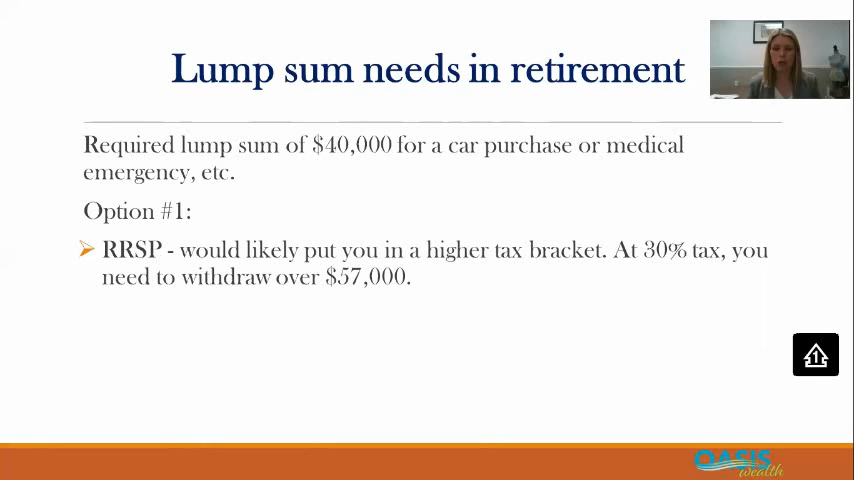 Lump sum needs in retirement
Required lump sum of $40,000 for a car purchase or medical
emergency, etc.
Option #1:
RRSP - would likely put you in a higher tax bracket. At 30% tax, you
need to withdraw over $57,000.
1
OASIS
wealth